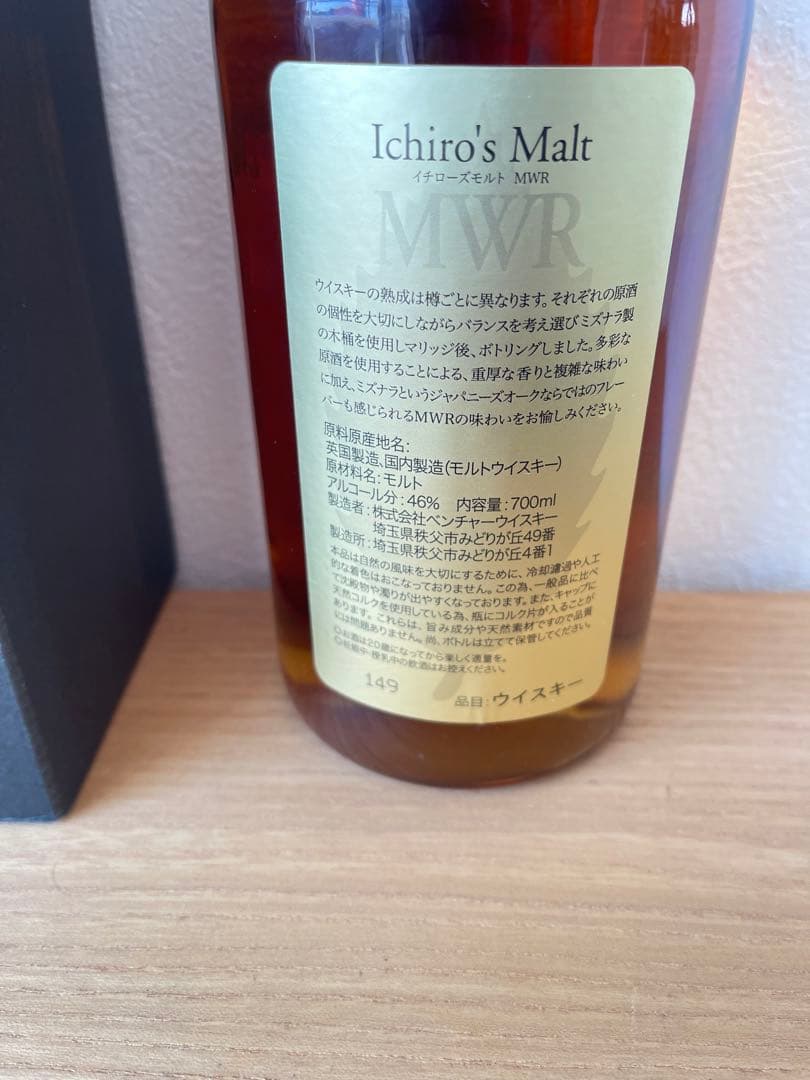 Ichiro's Malt
イチローズモルト MWR
MWR
ウイスキーの熟成は樽ごとに異なります。それぞれの原酒
の個性を大切にしながらバランスを考え選びミズナラ製
の木桶を使用しマリッジ後、ボトリングしました。多彩な
原酒を使用することによる、重厚な香りと複雑な味わい
に加え、ミズナラというジャパニーズオークならではのフレー
バーも感じられるMWRの味わいをお愉しみください。
原料原産地名:
英国製造、国内製造(モルトウイスキー)
原材料名:モルト
アルコール分:46% 内容量:700ml
製造者:株式会社ベンチャーウイスキー
埼玉県秩父市みどりが丘49番
製造所:埼玉県秩父市みどりが丘4番1
本品は自然の風味を大切にするために、冷却濾過や人工
的な着色はおこなっておりません。この為、一般品に比べ
て沈殿物や濁りが出やすくなっております。また、キャップに
天然コルクを使用している為、瓶にコルク片が入ることが
あります。これらは、旨み成分や天然素材ですので品質
には問題ありません。尚、ボトルは立てて保管してください。
◎お酒は20歳になってから楽しく適量を。
◎妊娠中・授乳中の飲酒はお控えください。
149
品目:ウイスキー